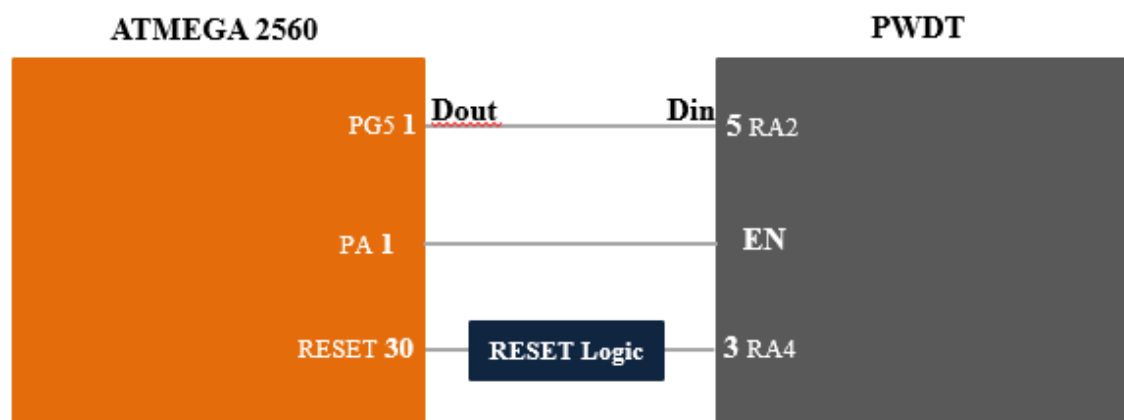 ATMEGA 2560
PWDT
PG5 1
Dout
Din
5 RA2
PA 1
EN
RESET 30
RESET Logic
3 RA4